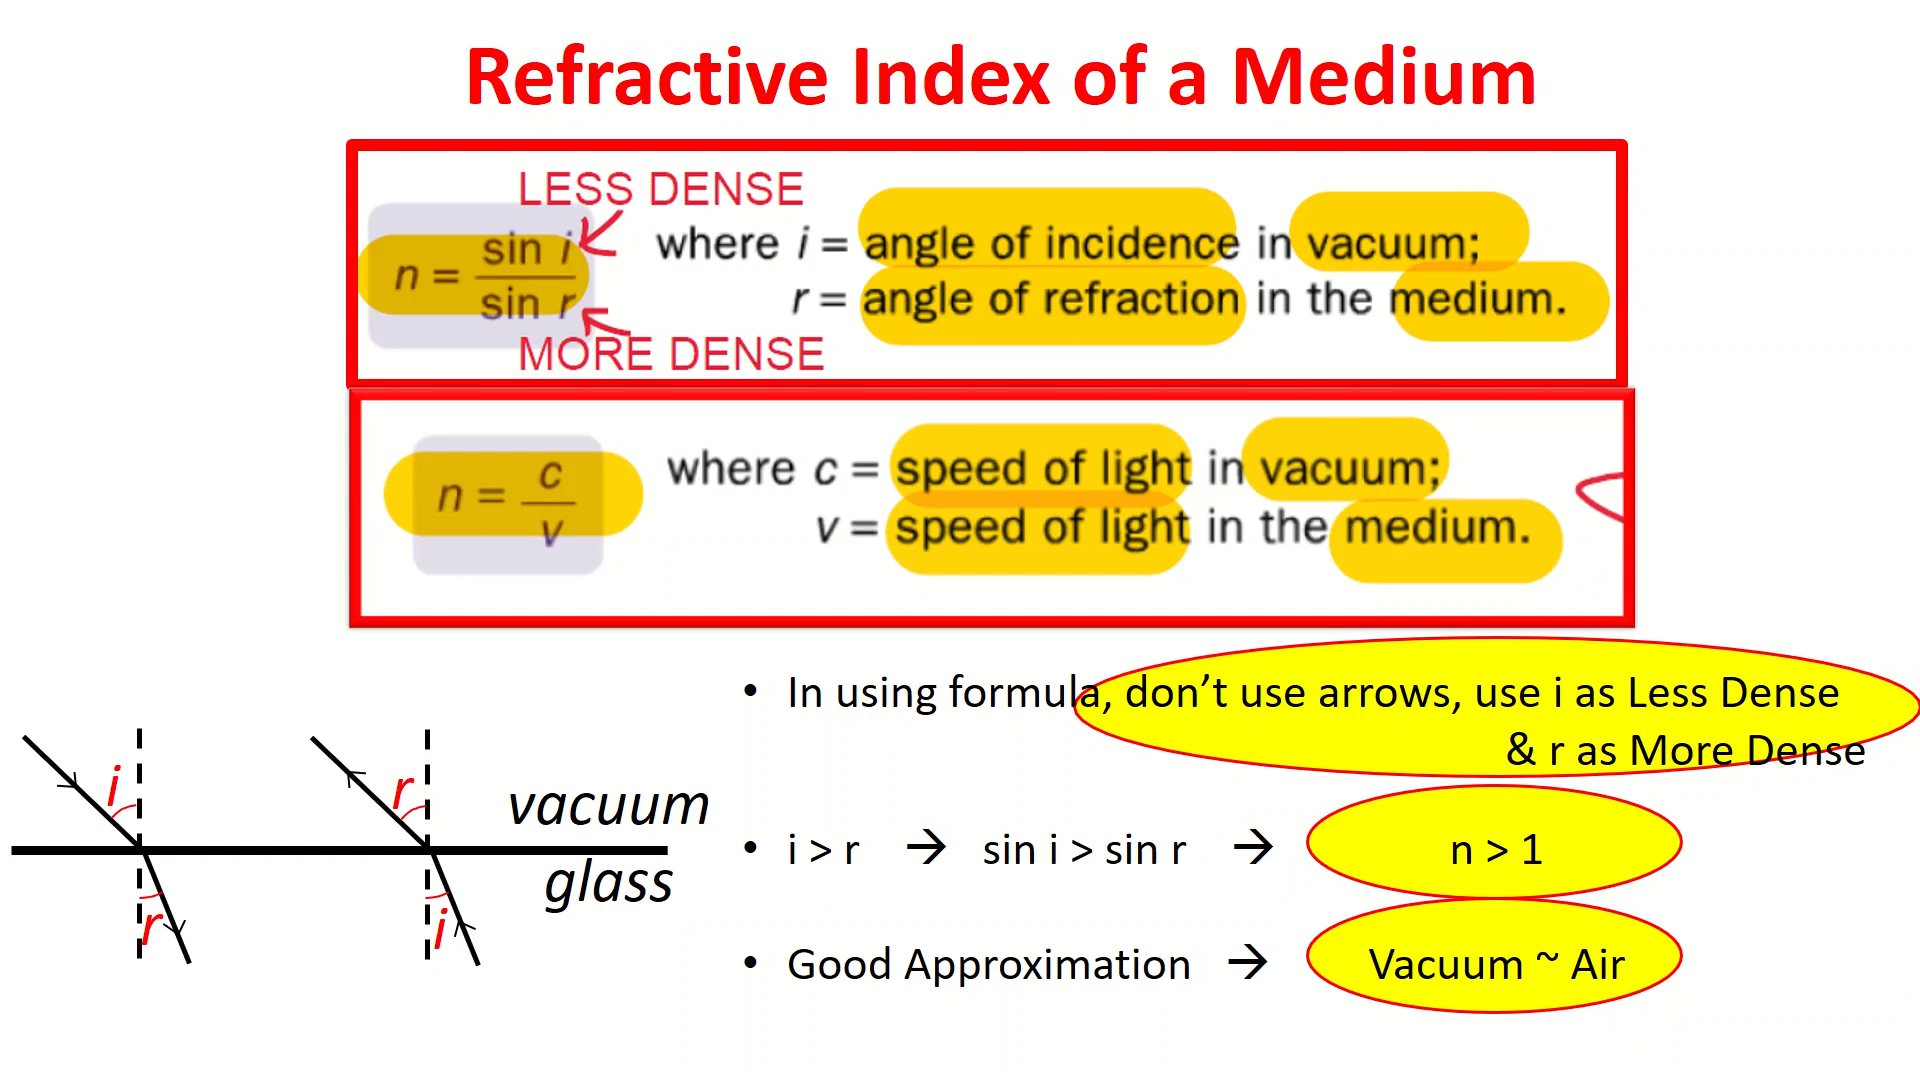 Refractive Index of a Medium
LESS DENSE
n = sin i / sin r
where i = angle of incidence in vacuum;
r = angle of refraction in the medium.
MORE DENSE
n = c / v
where c = speed of light in vacuum;
v = speed of light in the medium.
• In using formula, don’t use arrows, use i as Less Dense
& r as More Dense
i
r
r
i
vacuum
glass
• i > r → sin i > sin r → n > 1
• Good Approximation → Vacuum ~ Air